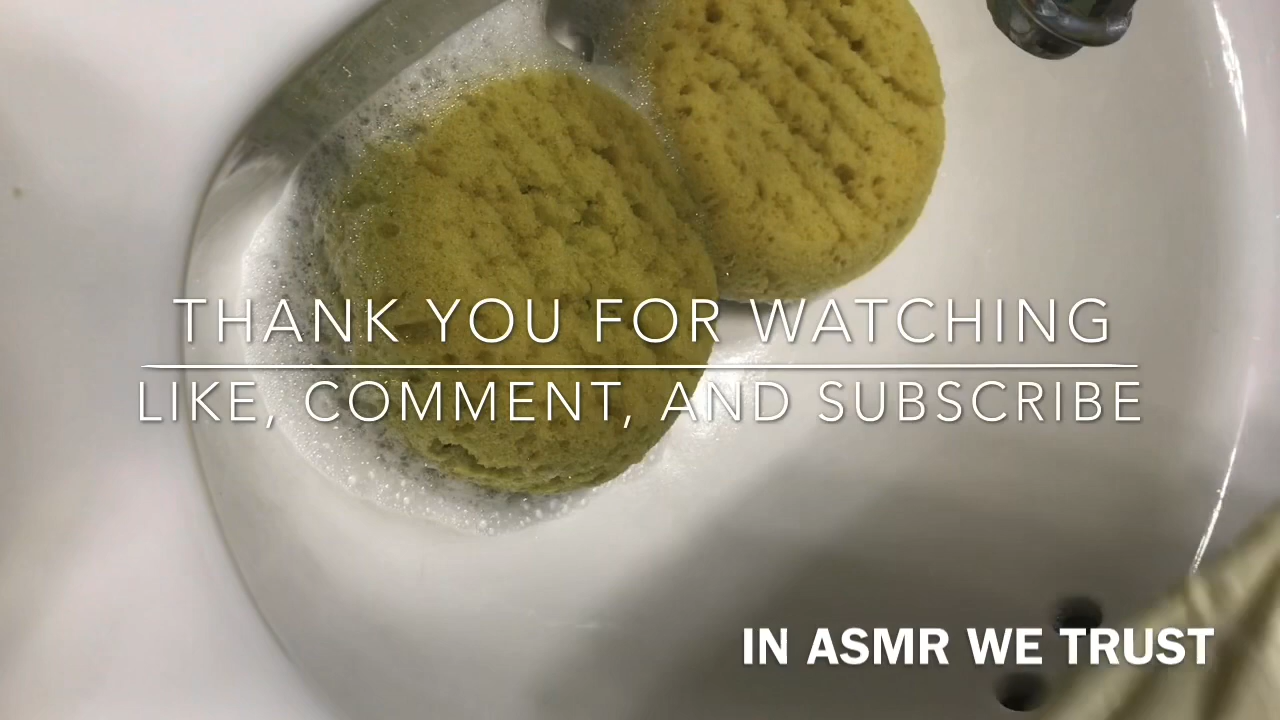 THANK YOU FOR WATCHING
LIKE, COMMENT, AND SUBSCRIBE
IN ASMR WE TRUST